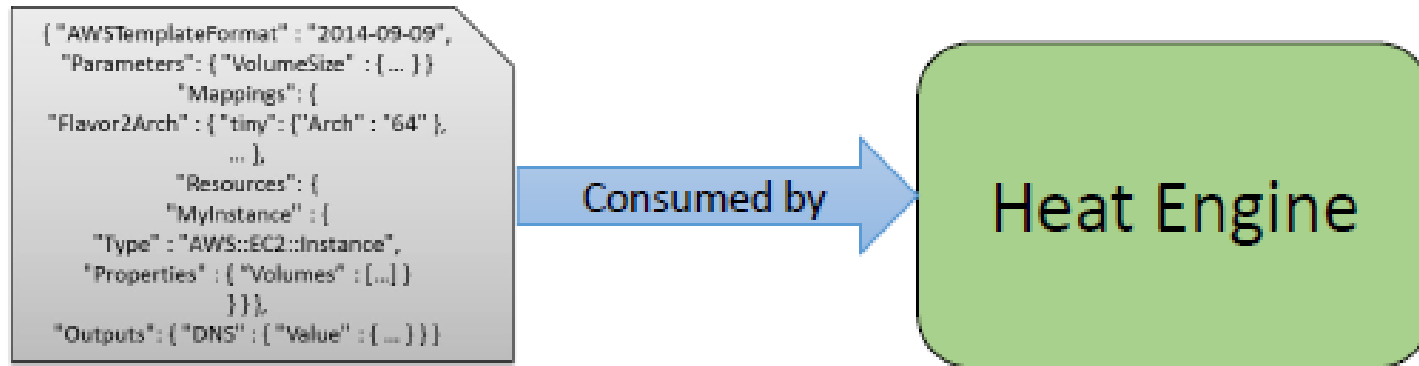 { "AWSTemplateFormat" : "2014-09-09",
"Parameters": { "VolumeSize" : { ... } }
"Mappings": {
"Flavor2Arch" : { "tiny": {"Arch" : "64" },
... },
"Resources": {
"MyInstance" : {
"Type" : "AWS::EC2::Instance",
"Properties" : { "Volumes" : [...] }
} } },
"Outputs": { "DNS" : { "Value" : { ... } } }
Consumed by
Heat Engine